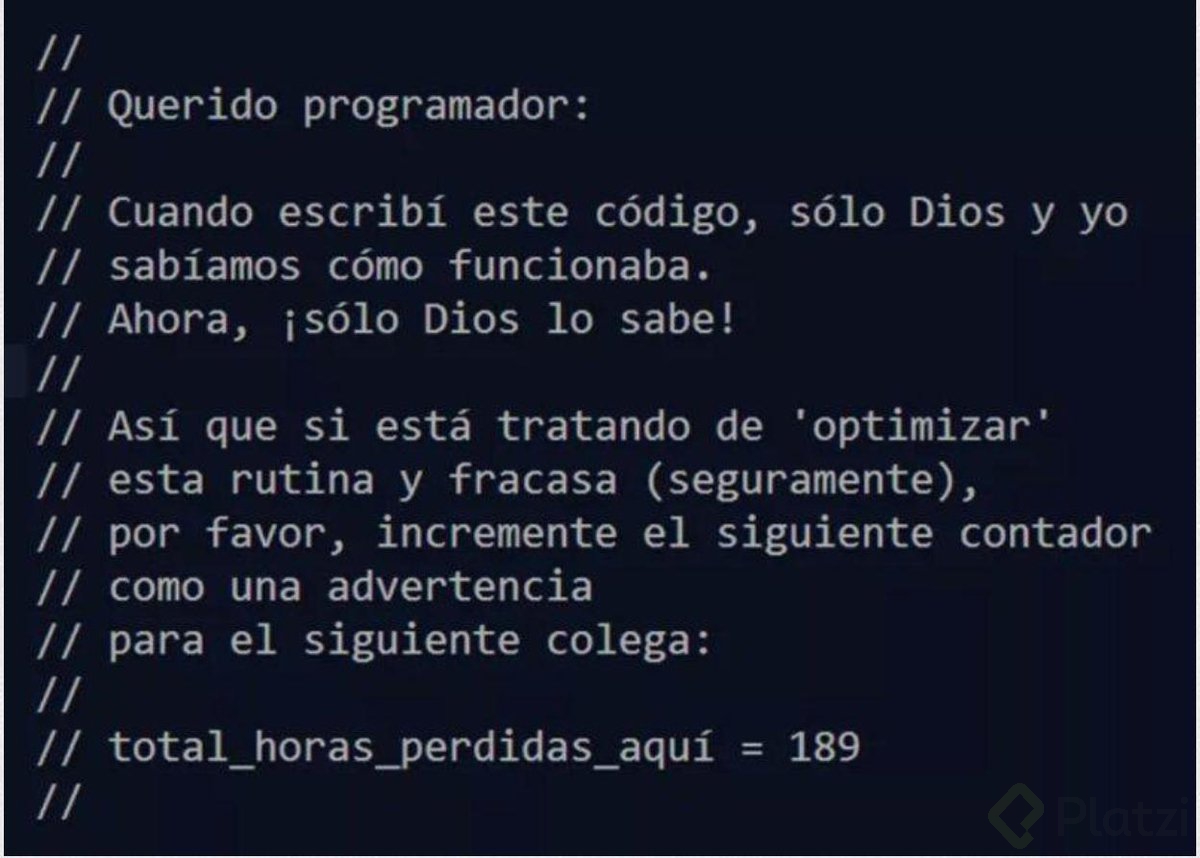 //
// Querido programador:
//
// Cuando escribí este código, sólo Dios y yo
// sabíamos cómo funcionaba.
// Ahora, ¡sólo Dios lo sabe!
//
// Así que si está tratando de 'optimizar'
// esta rutina y fracasa (seguramente),
// por favor, incremente el siguiente contador
// como una advertencia
// para el siguiente colega:
//
// total_horas_perdidas_aquí = 189
//
Platzi